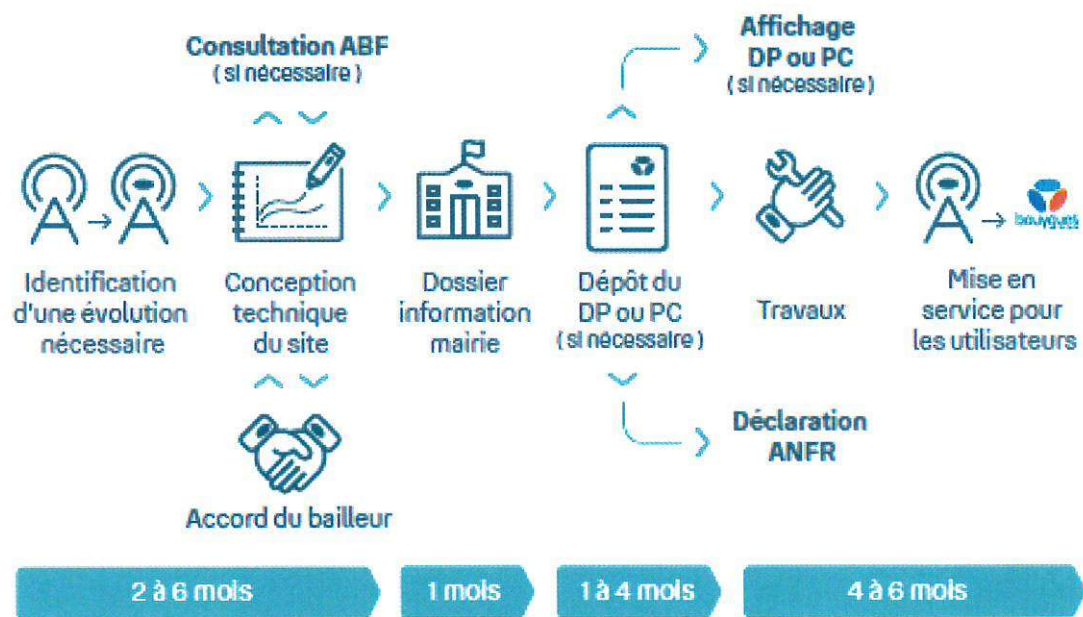 Consultation ABF
( si nécessaire )
Affichage
DP ou PC
( si nécessaire )
bouygues
Identification
d'une évolution
nécessaire
Conception
technique
du site
Dossier
information
mairie
Dépôt du
DP ou PC
( si nécessaire )
Travaux
Mise en
service pour
les utilisateurs
Déclaration
ANFR
Accord du bailleur
2 à 6 mois
1 mois
1 à 4 mois
4 à 6 mois